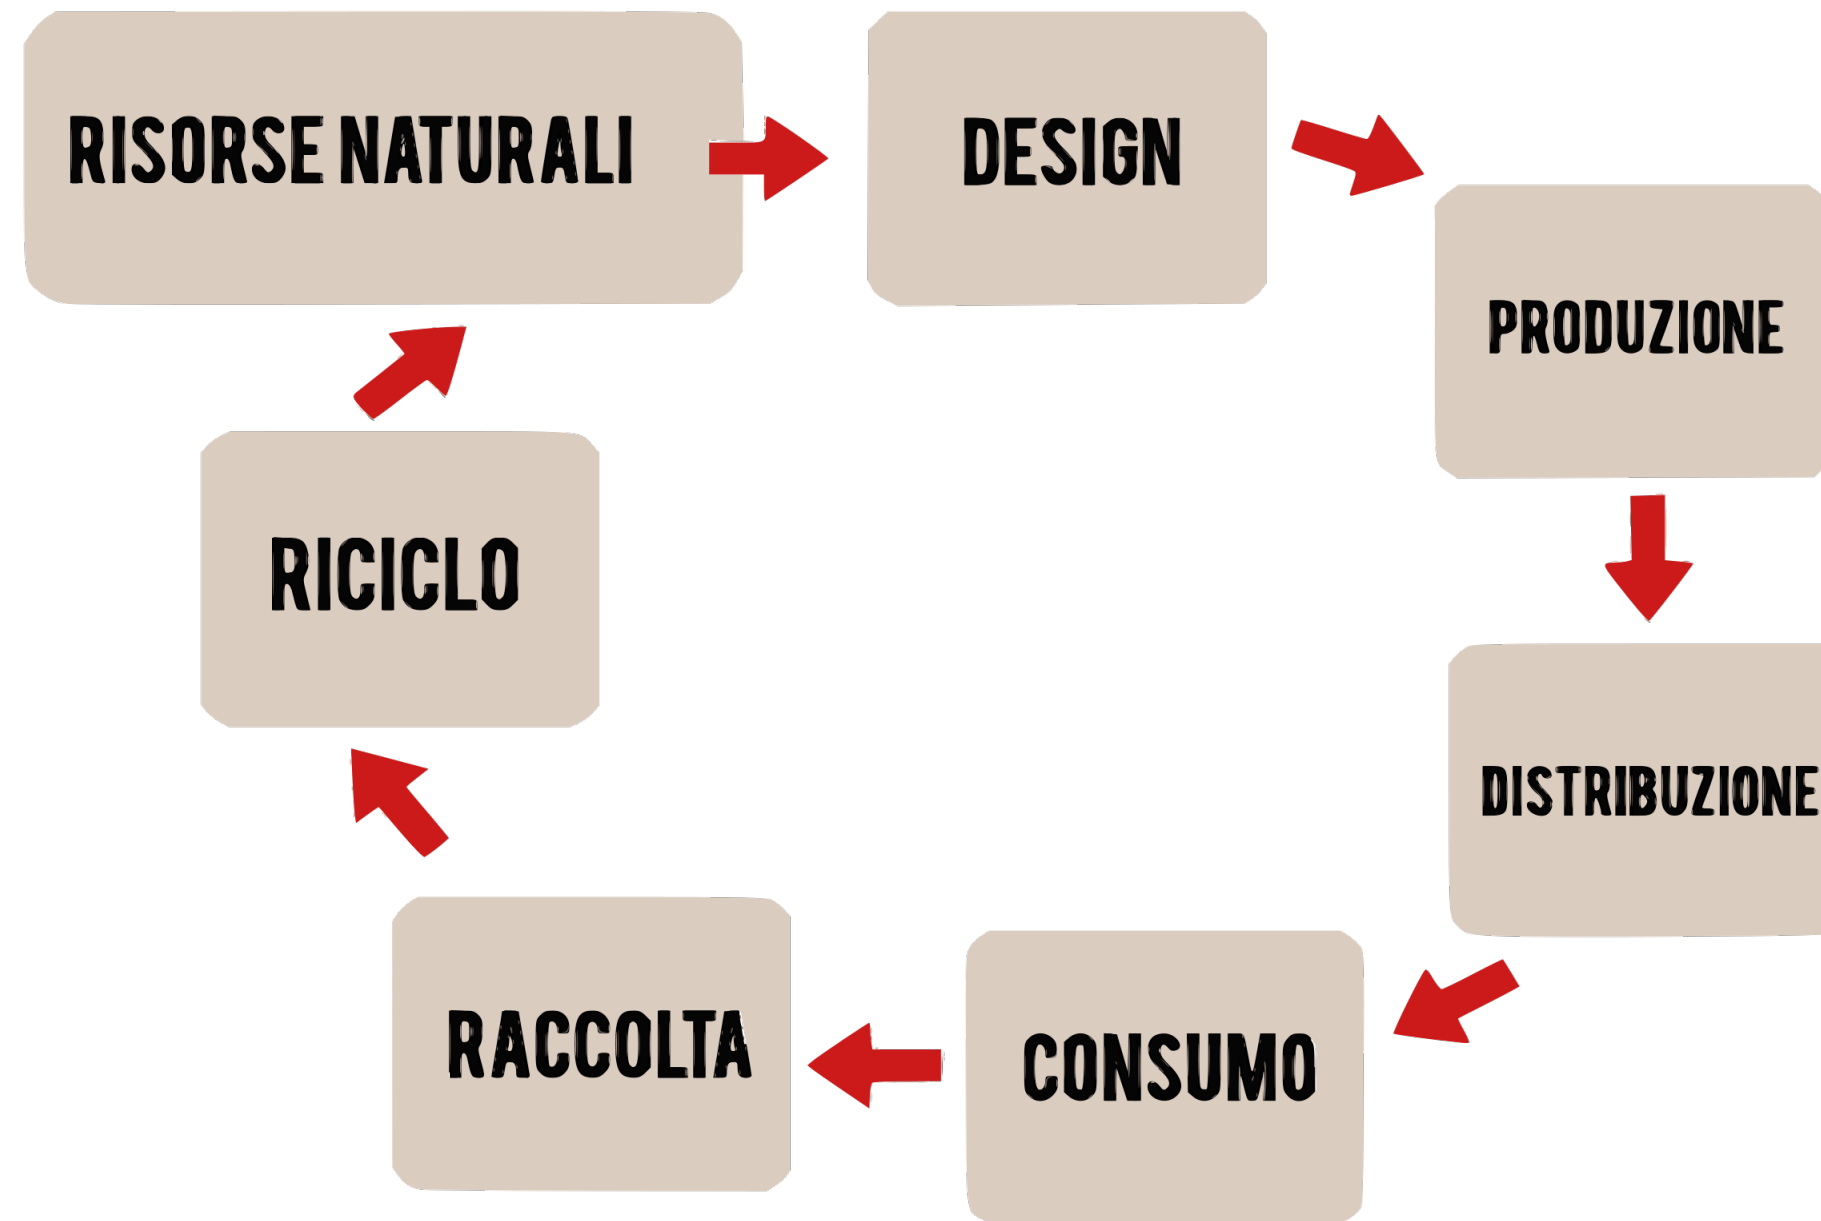 RISORSE NATURALI
DESIGN
PRODUZIONE
DISTRIBUZIONE
CONSUMO
RACCOLTA
RICICLO